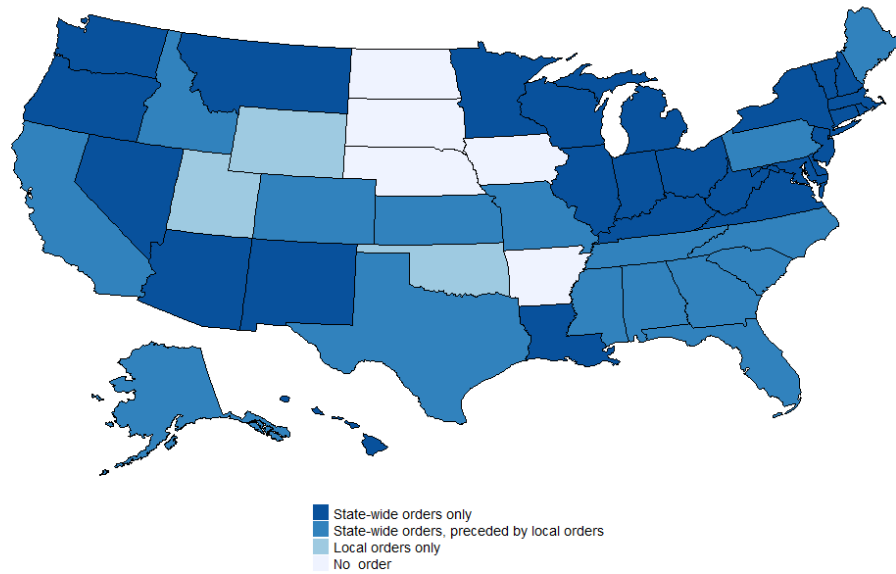 State-wide orders only
State-wide orders, preceded by local orders
Local orders only
No order